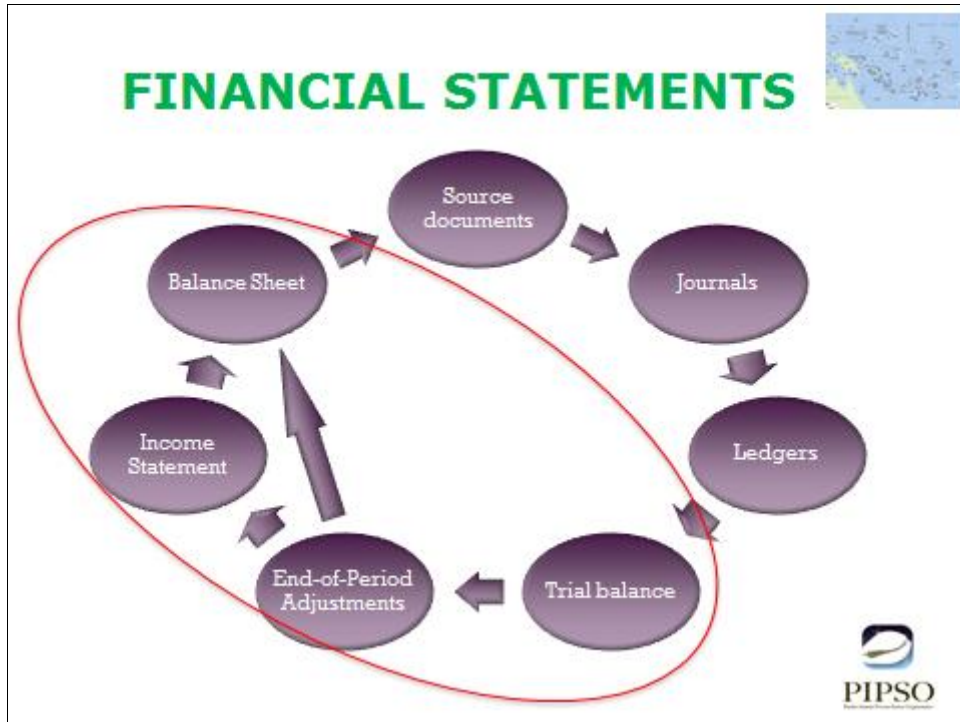 FINANCIAL STATEMENTS
Source
documents
Journals
Ledgers
Trial balance
End-of-Period
Adjustments
Income
Statement
Balance Sheet
PIPSO